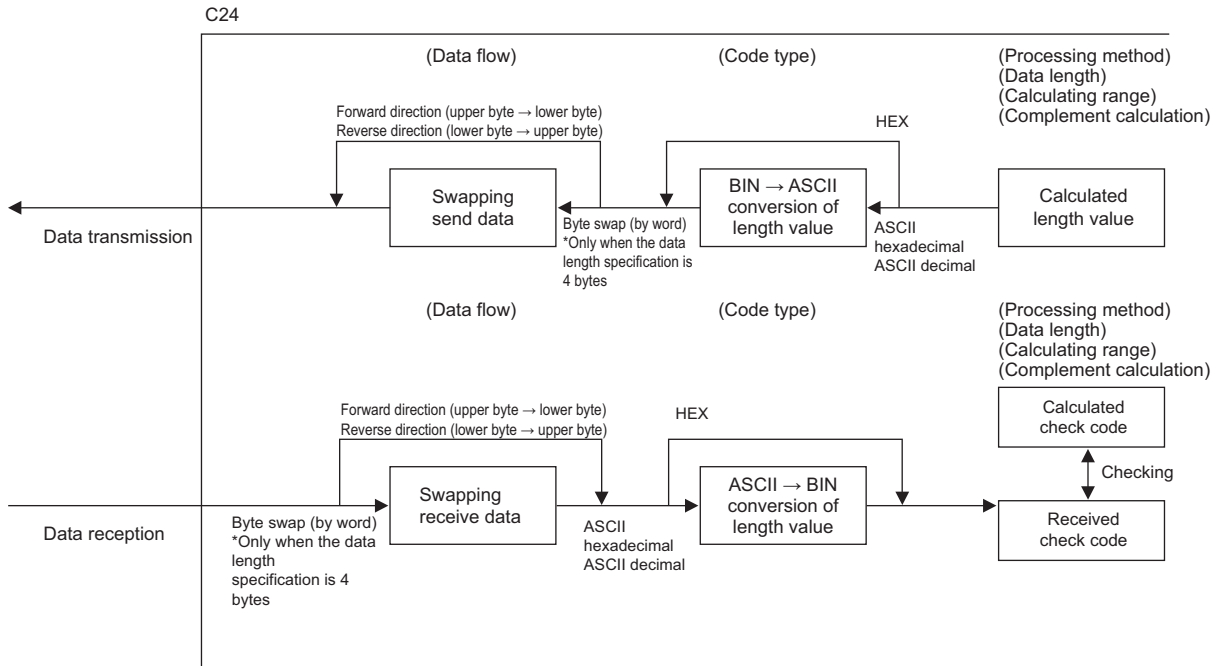 C24
(Data flow)
(Code type)
(Processing method)
(Data length)
(Calculating range)
(Complement calculation)
Forward direction (upper byte → lower byte)
Reverse direction (lower byte → upper byte)
HEX
Swapping
send data
BIN → ASCII
conversion of
length value
Calculated
length value
Data transmission
Byte swap (by word)
*Only when the data
length specification is
4 bytes
ASCII
hexadecimal
ASCII decimal
(Data flow)
(Code type)
(Processing method)
(Data length)
(Calculating range)
(Complement calculation)
Forward direction (upper byte → lower byte)
Reverse direction (lower byte → upper byte)
HEX
Calculated
check code
Checking
Swapping
receive data
ASCII → BIN
conversion of
length value
Received
check code
Data reception
Byte swap (by word)
*Only when the data
length
specification is 4
bytes
ASCII
hexadecimal
ASCII decimal